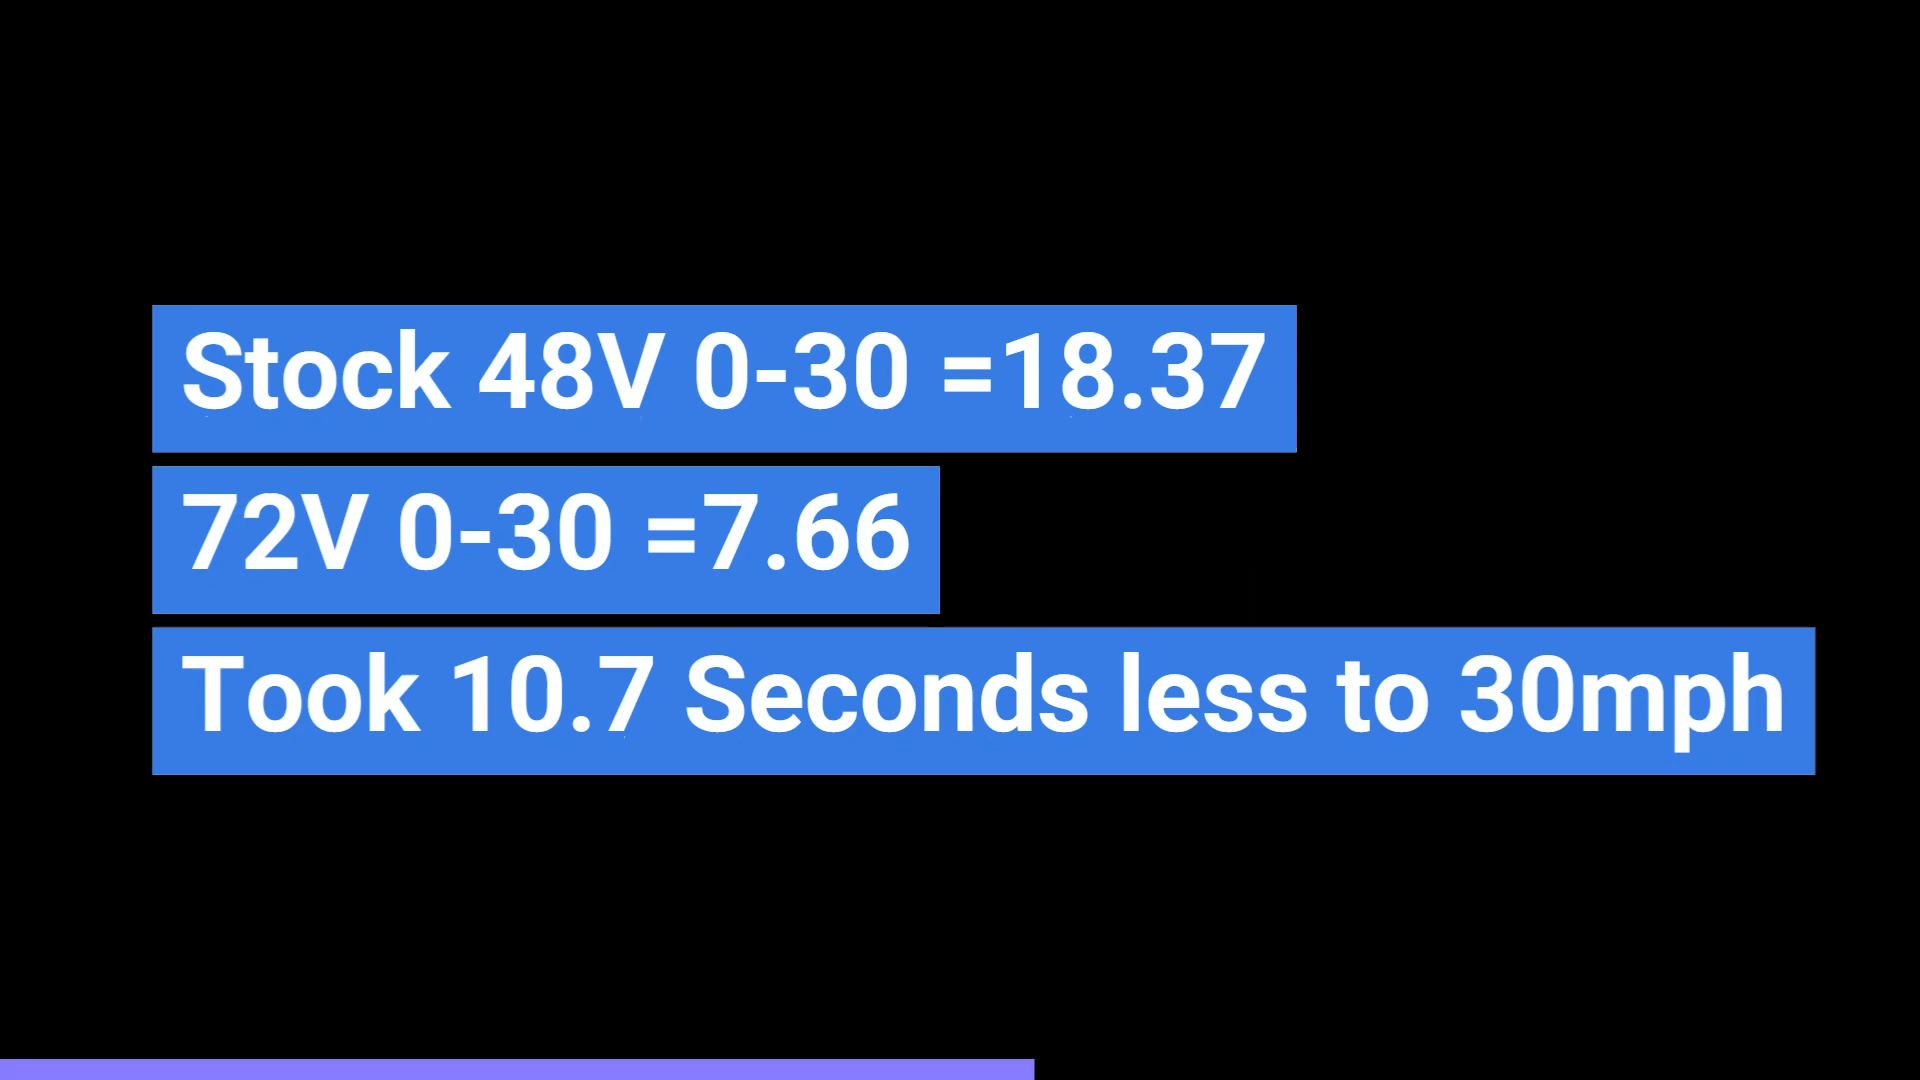 Stock 48V 0-30 =18.37
72V 0-30 =7.66
Took 10.7 Seconds less to 30mph